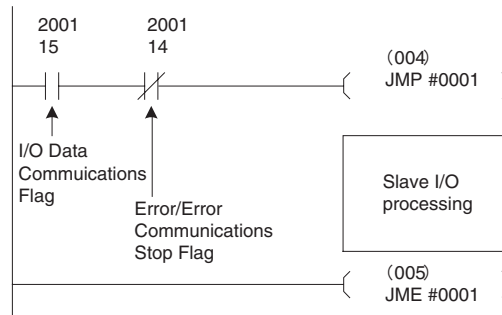 2001
15
2001
14
(004)
JMP #0001
I/O Data
Commuications
Flag
Error/Error
Communications
Stop Flag
Slave I/O
processing
(005)
JME #0001